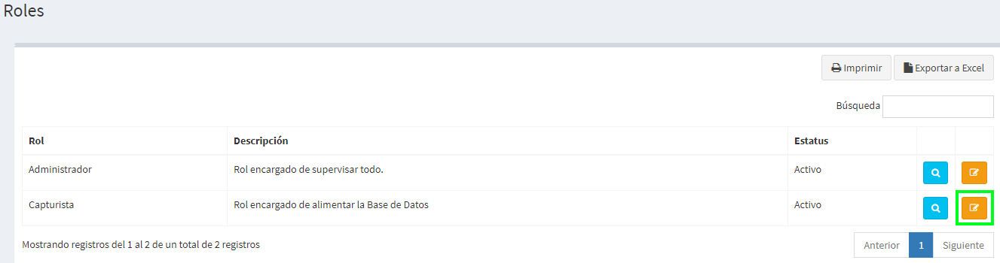 Roles
Imprimir Exportar a Excel
Búsqueda
Rol Descripción Estatus
Administrador Rol encargado de supervisar todo. Activo
Capturista Rol encargado de alimentar la Base de Datos Activo
Mostrando registros del 1 al 2 de un total de 2 registros Anterior 1 Siguiente